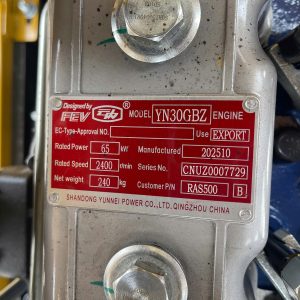 Designed by
FEV ® MODEL YN30GBZ ENGINE
EC-Type-Approval NO. Use EXPORT
Rated Power 65 kW Manufactured 202510
Rated Speed 2400 r/min Series No. CNUZ0007729
Net weight 240 kg Customer P/N RAS500 B
SHANDONG YUNNEI POWER CO.,LTD.QINGZHOU CHINA